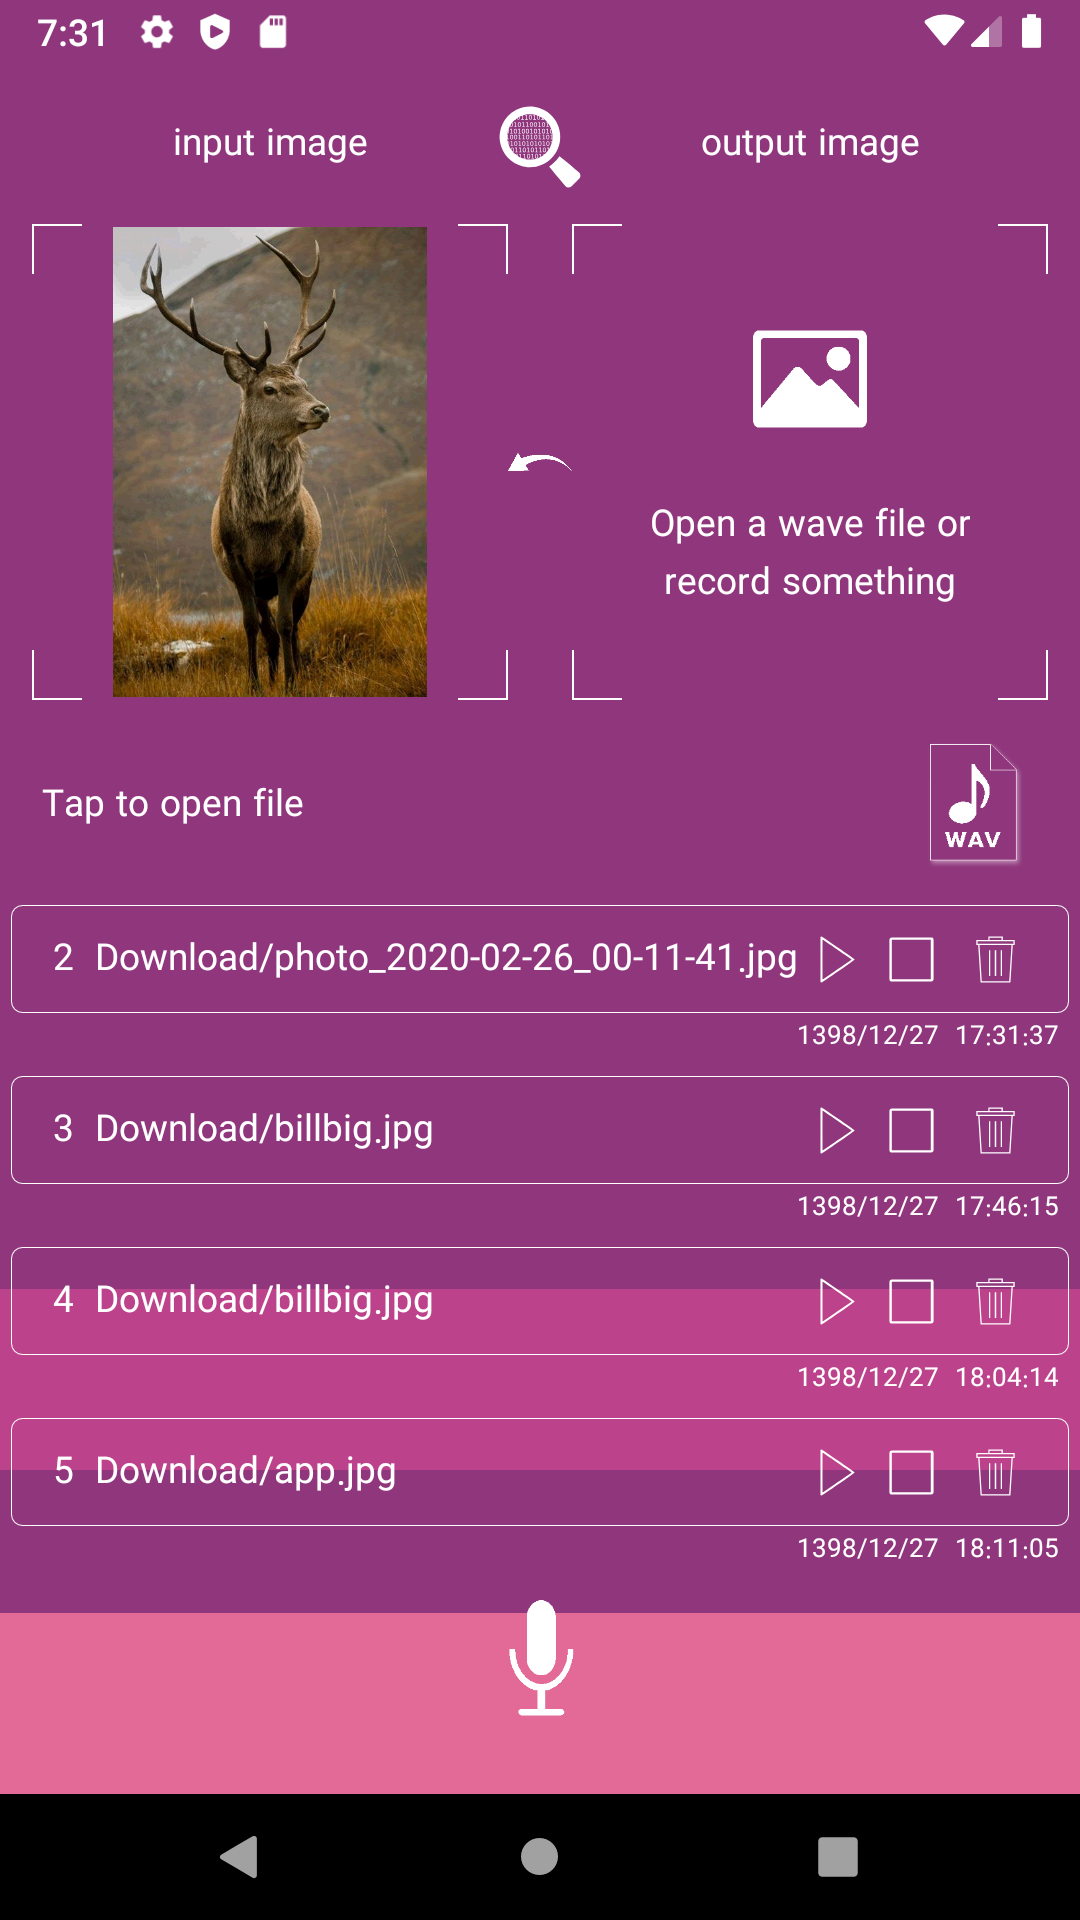 7:31
input image
output image
Open a wave file or
record something
Tap to open file
WAV
2 Download/photo_2020-02-26_00-11-41.jpg
1398/12/27 17:31:37
3 Download/billbig.jpg
1398/12/27 17:46:15
4 Download/billbig.jpg
1398/12/27 18:04:14
5 Download/app.jpg
1398/12/27 18:11:05